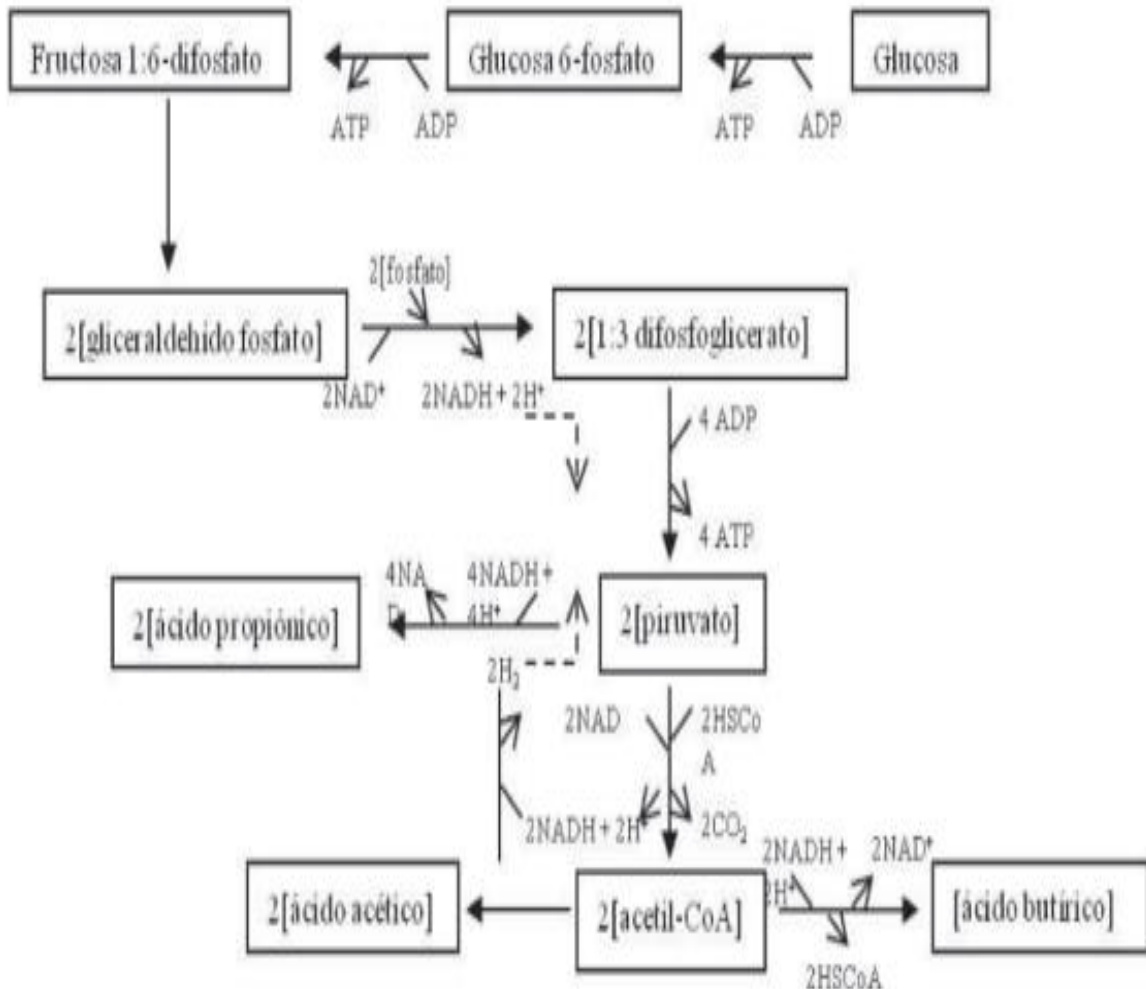 Fructosa 1:6-difosfato
Glucosa 6-fosfato
Glucosa
ATP
ADP
ATP
ADP
2[fosfato]
2[gliceraldehído fosfato]
2[1:3 difosfoglicerato]
2NAD⁺
2NADH + 2H⁺
4 ADP
4 ATP
4NA
4NADH +
D
4H⁺
2[ácido propiónico]
2[piruvato]
2H₂
2NAD
2HSCo
A
2NADH + 2H
2CO₂
2NADH +
2NAD⁺
2H⁺
2[ácido acético]
2[acetil-CoA]
[ácido butírico]
2HSCoA